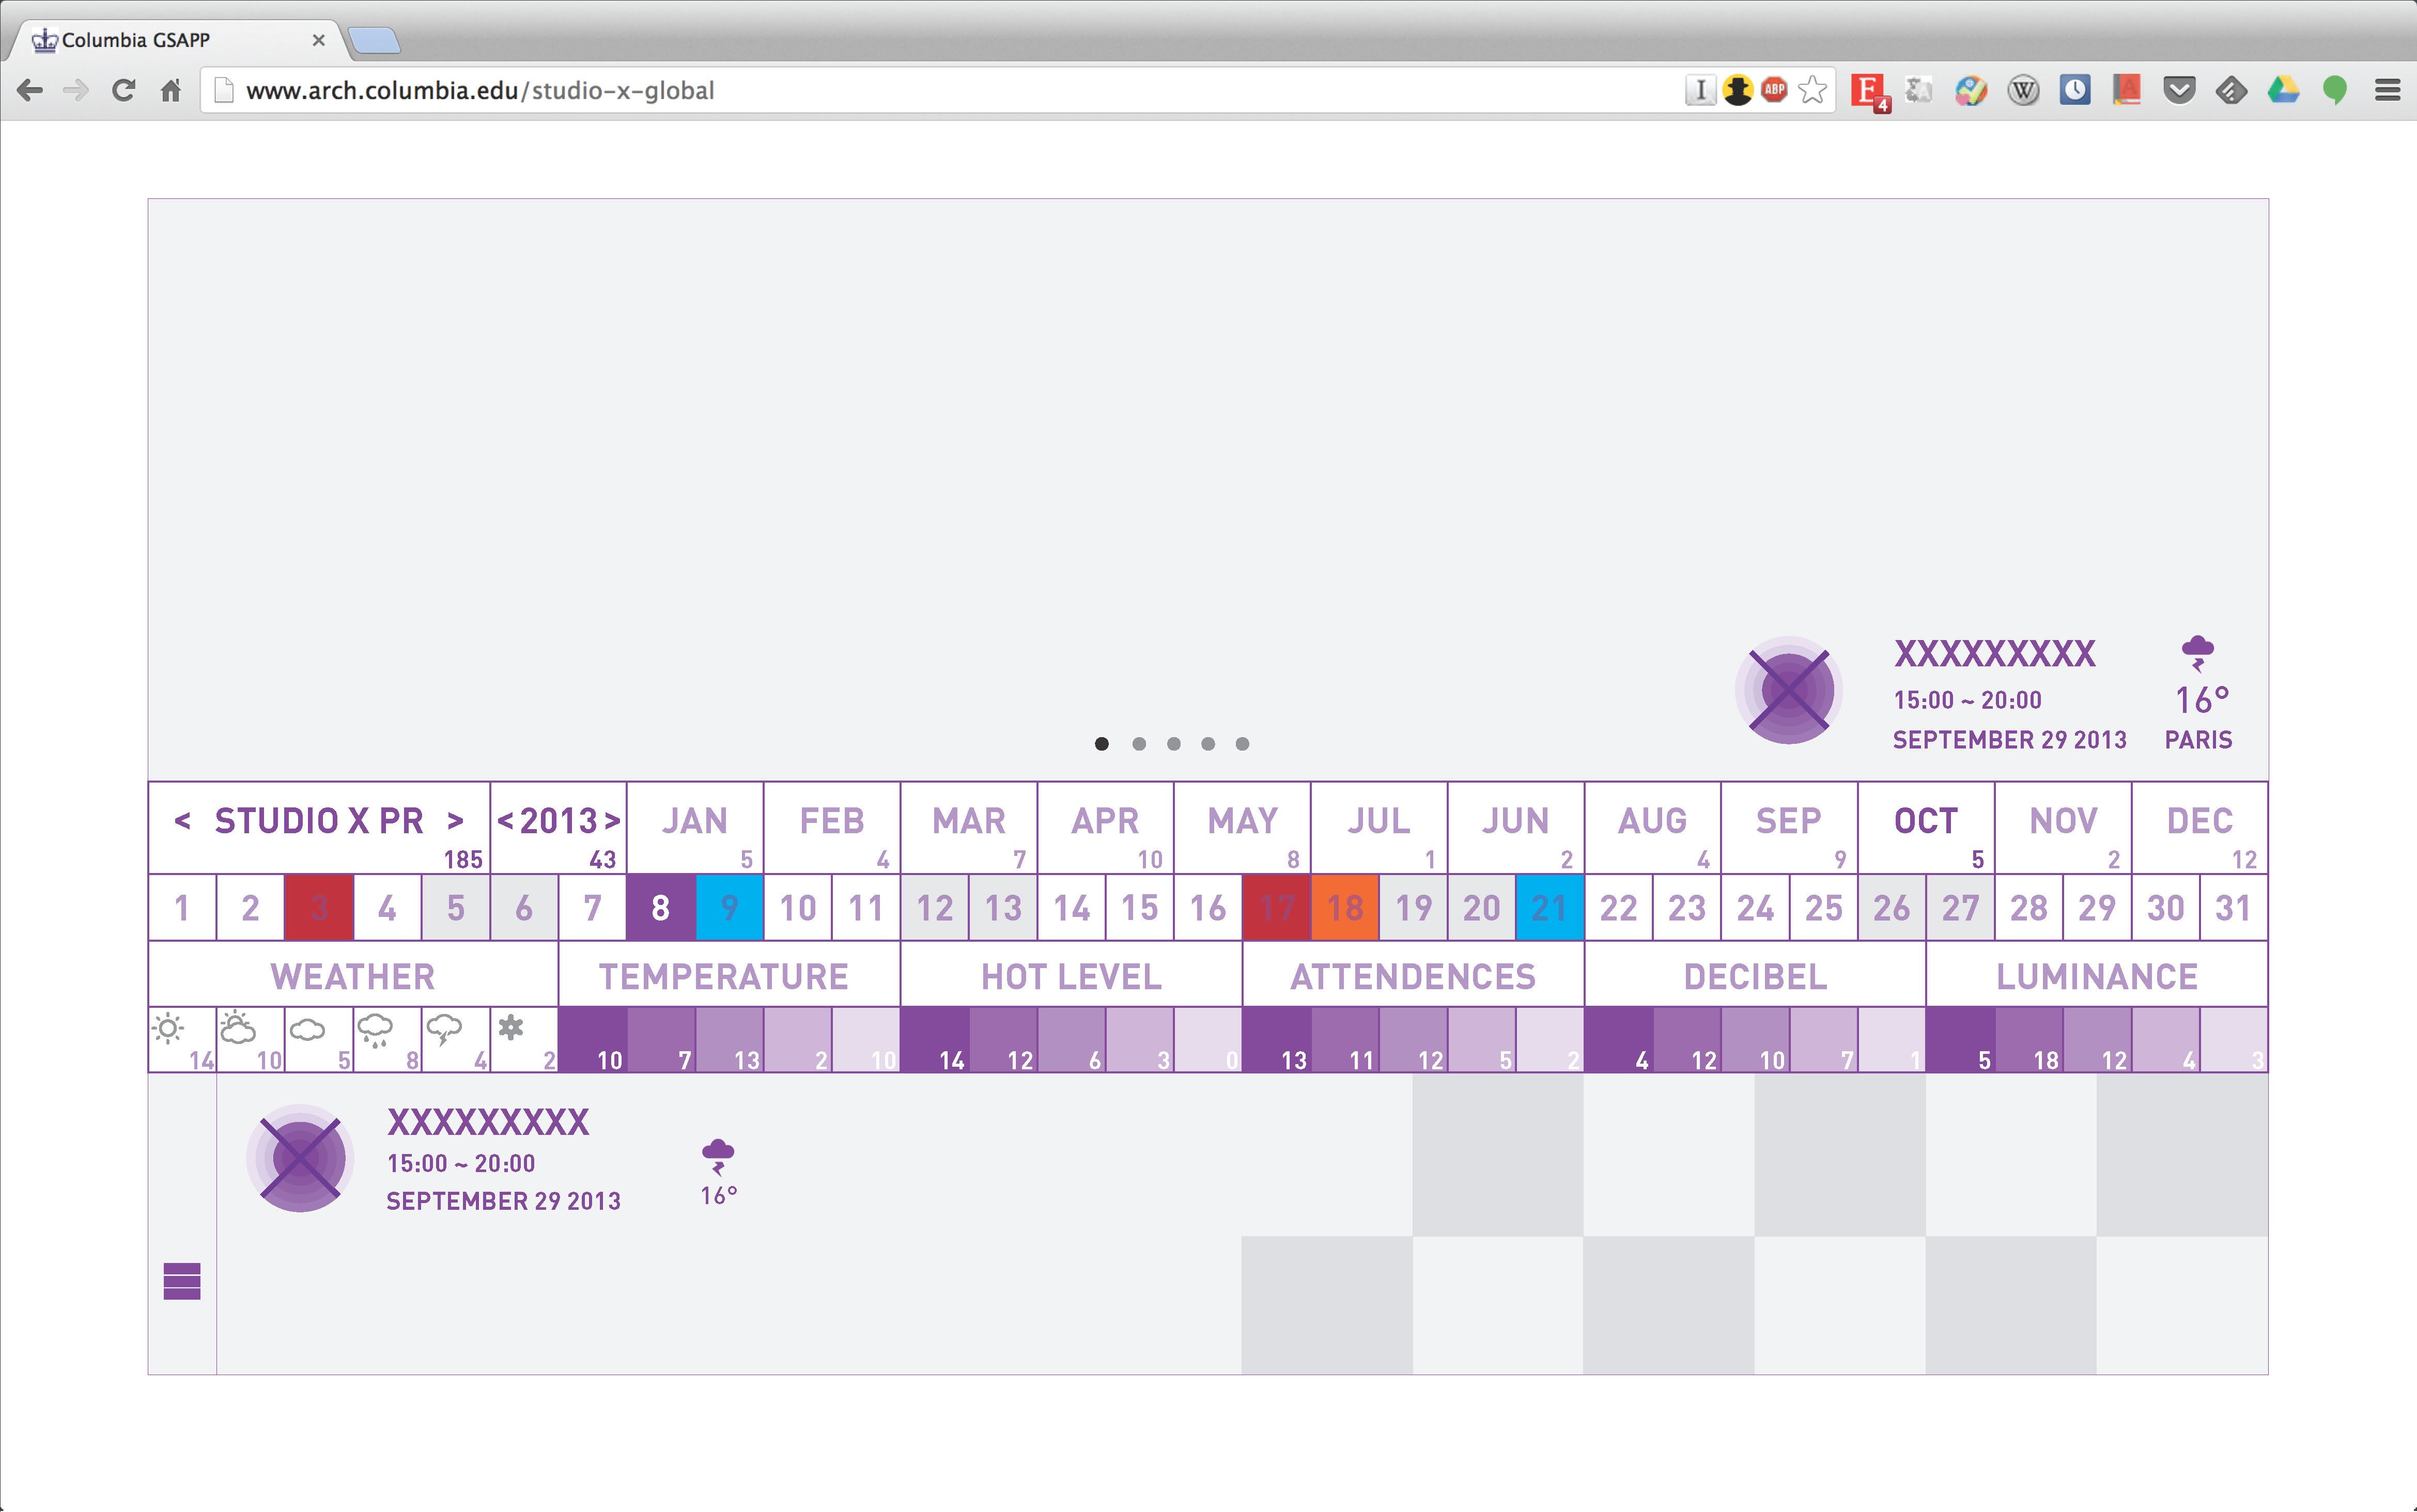 Columbia GSAPP
www.arch.columbia.edu/studio-x-global
I ABP E 4 A W A
XXXXXXXXX
15:00 ~ 20:00
16°
SEPTEMBER 29 2013 PARIS
< STUDIO X PR > < 2013 > JAN FEB MAR APR MAY JUL JUN AUG SEP OCT NOV DEC
185 43 5 4 7 10 8 1 2 4 9 5 2 12
1 2 3 4 5 6 7 8 9 10 11 12 13 14 15 16 17 18 19 20 21 22 23 24 25 26 27 28 29 30 31
WEATHER TEMPERATURE HOT LEVEL ATTENDENCES DECIBEL LUMINANCE
14 10 5 8 4 2 10 7 13 2 10 14 12 6 3 0 13 11 12 5 2 4 12 10 7 1 5 18 12 4 3
XXXXXXXXX
15:00 ~ 20:00
16°
SEPTEMBER 29 2013